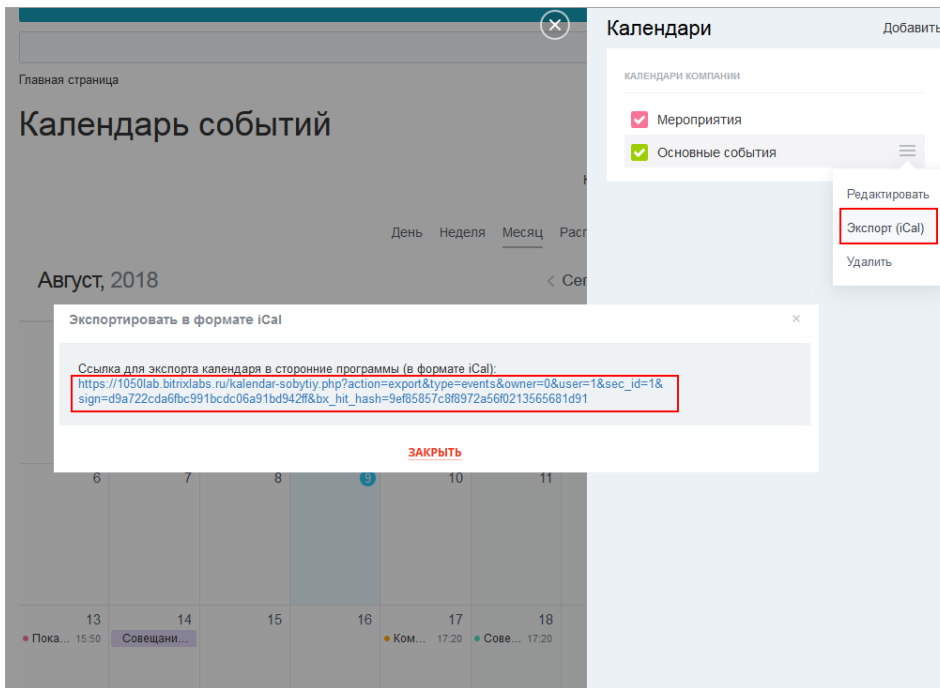 Календари
Добавить
Главная страница
КАЛЕНДАРИ КОМПАНИИ
Календарь событий
Мероприятия
Основные события
Редактировать
Экспорт (iCal)
Удалить
День Неделя Месяц Расп
Август, 2018
< Сег
Экспортировать в формате iCal ×
Ссылка для экспорта календаря в сторонние программы (в формате iCal):
https://1050lab.bitrixlabs.ru/kalendar-sobytiy.php?action=export&type=events&owner=0&user=1&sec_id=1&
sign=d9a722cda6fbc991bcdc06a91bd942ff&bx_hit_hash=9ef85857c8f8972a56f0213565681d91
ЗАКРЫТЬ
6 7 8 9 10 11
13 14 15 16 17 18
Пока... 15:50 Совещани... Ком... 17:20 Сове... 17:20